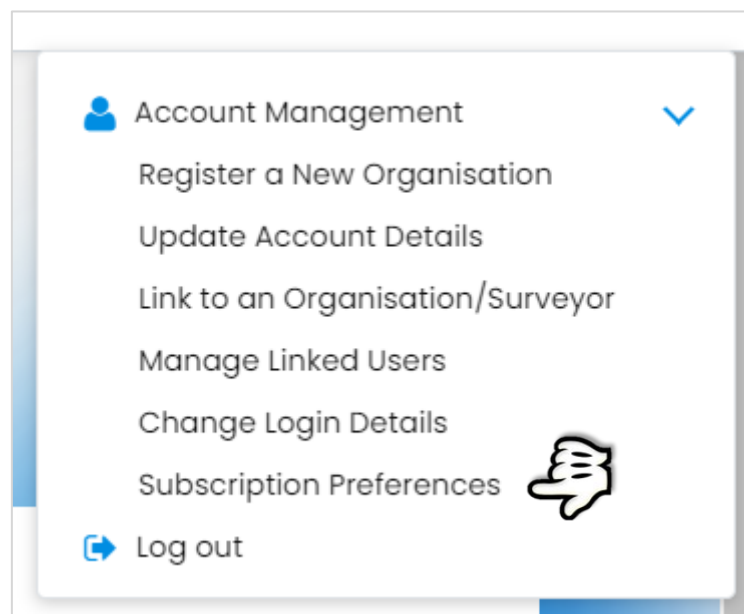 Account Management
Register a New Organisation
Update Account Details
Link to an Organisation/Surveyor
Manage Linked Users
Change Login Details
Subscription Preferences
Log out